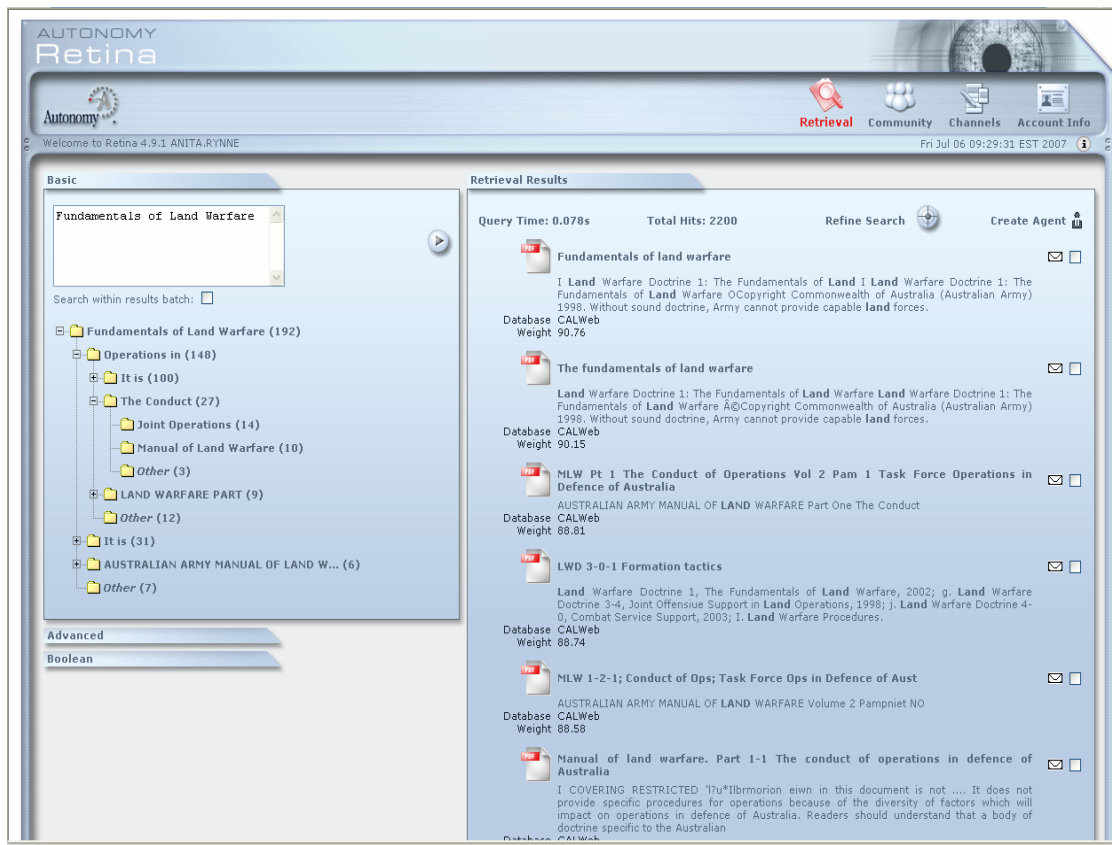 AUTONOMY
Retina
Autonomy
Retrieval
Community
Channels
Account Info
Welcome to Retina 4.9.1 ANITA.RYNNE
Fri Jul 06 09:29:31 EST 2007
Basic
Fundamentals of Land Warfare
Search within results batch:
Fundamentals of Land Warfare (192)
Operations in (148)
It is (100)
The Conduct (27)
Joint Operations (14)
Manual of Land Warfare (10)
Other (3)
LAND WARFARE PART (9)
Other (12)
It is (31)
AUSTRALIAN ARMY MANUAL OF LAND W... (6)
Other (7)
Advanced
Boolean
Retrieval Results
Query Time: 0.078s
Total Hits: 2200
Refine Search
Create Agent
PDF
Fundamentals of land warfare
I Land Warfare Doctrine 1: The Fundamentals of Land I Land Warfare Doctrine 1: The
Fundamentals of Land Warfare OCopyright Commonwealth of Australia (Australian Army)
1998. Without sound doctrine, Army cannot provide capable land forces.
Database CALWeb
Weight 90.76
PDF
The fundamentals of land warfare
Land Warfare Doctrine 1: The Fundamentals of Land Warfare Land Warfare Doctrine 1: The
Fundamentals of Land Warfare Â©Copyright Commonwealth of Australia (Australian Army)
1998. Without sound doctrine, Army cannot provide capable land forces.
Database CALWeb
Weight 90.15
PDF
MLW Pt 1 The Conduct of Operations Vol 2 Pam 1 Task Force Operations in
Defence of Australia
AUSTRALIAN ARMY MANUAL OF LAND WARFARE Part One The Conduct
Database CALWeb
Weight 88.81
PDF
LWD 3-0-1 Formation tactics
Land Warfare Doctrine 1, The Fundamentals of Land Warfare, 2002; g. Land Warfare
Doctrine 3-4, Joint Offensiue Support in Land Operations, 1998; j. Land Warfare Doctrine 4-
0, Combat Service Support, 2003; I. Land Warfare Procedures.
Database CALWeb
Weight 88.74
PDF
MLW 1-2-1; Conduct of Ops; Task Force Ops in Defence of Aust
AUSTRALIAN ARMY MANUAL OF LAND WARFARE Volume 2 Pampniet NO
Database CALWeb
Weight 88.58
PDF
Manual of land warfare. Part 1-1 The conduct of operations in defence of
Australia
I COVERING RESTRICTED 'l?u*Ilbrmorion eiwn in this document is not .... It does not
provide specific procedures for operations because of the diversity of factors which will
impact on operations in defence of Australia. Readers should understand that a body of
doctrine specific to the Australian
Database CALWeb